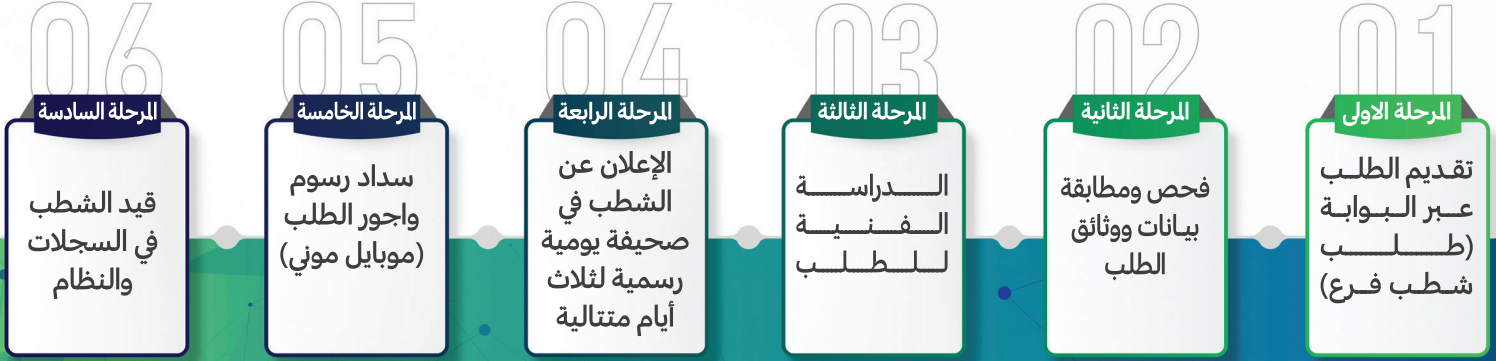 01
المرحلة الاولى
تقديم الطلب
عبر البوابة
(طلب
شطب فرع)
02
المرحلة الثانية
فحص ومطابقة
بيانات ووثائق
الطلب
03
المرحلة الثالثة
الدراسة
الفنية
للطلب
04
المرحلة الرابعة
الإعلان عن
الشطب في
صحيفة يومية
رسمية لثلاث
أيام متتالية
05
المرحلة الخامسة
سداد رسوم
واجور الطلب
(موبايل موني)
06
المرحلة السادسة
قيد الشطب
في السجلات
والنظام